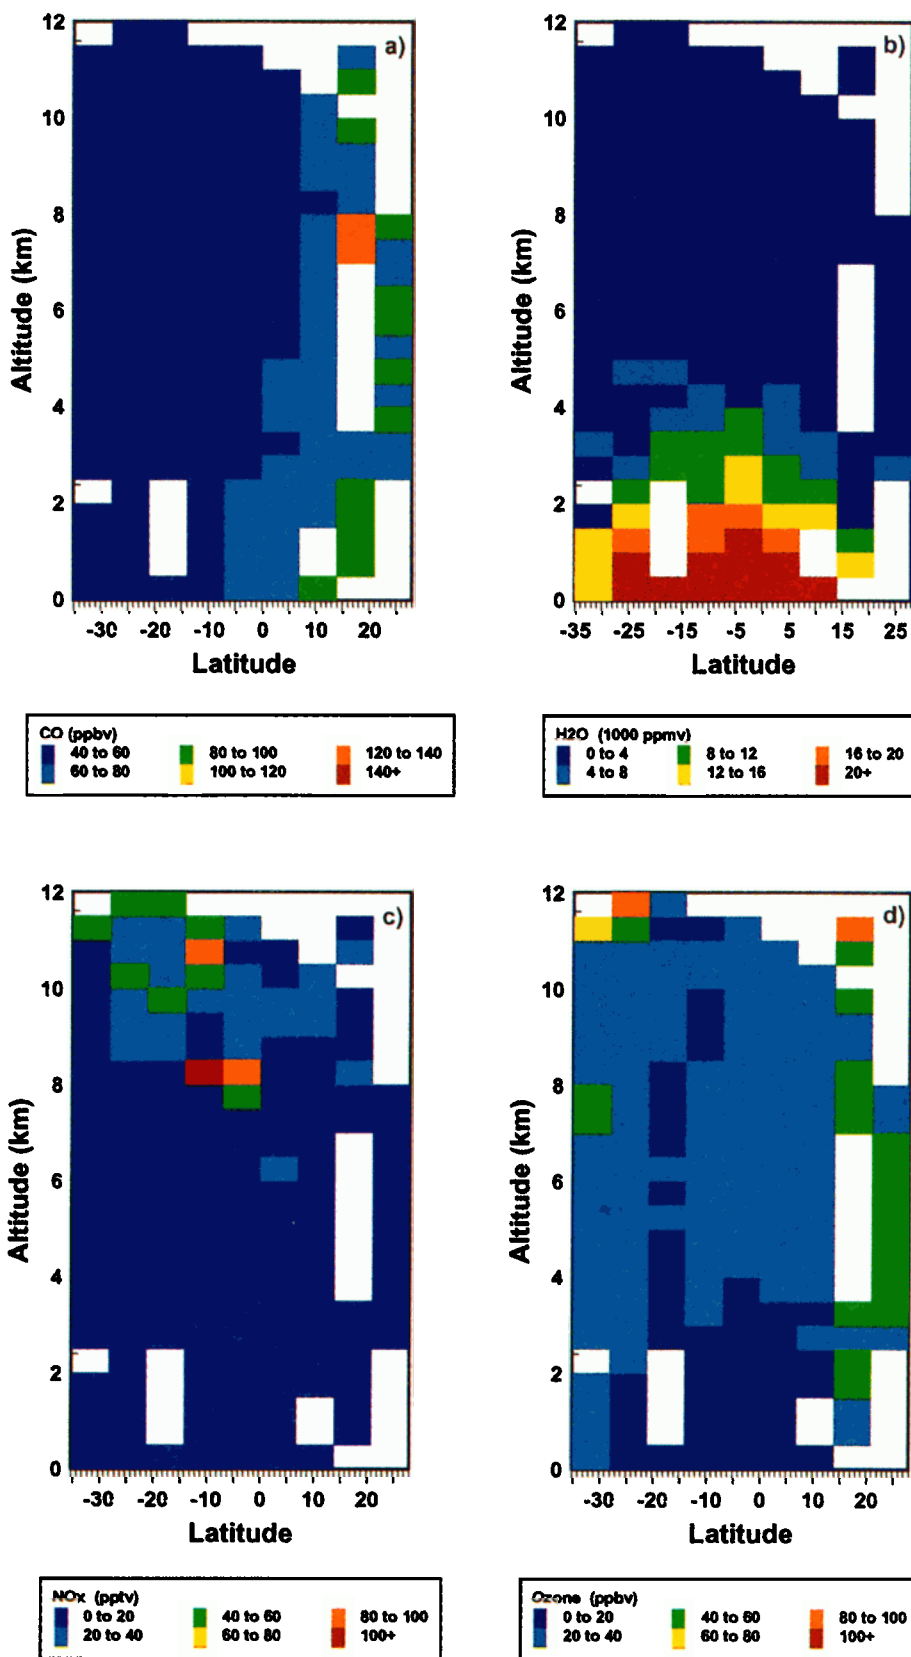 12
10
8
6
4
2
0
Altitude (km)
a)
-30 -20 -10 0 10 20
Latitude
CO (ppbv)
40 to 60 80 to 100 120 to 140
60 to 80 100 to 120 140+
12
10
8
6
4
2
0
Altitude (km)
b)
-35 -25 -15 -5 5 15 25
Latitude
H2O (1000 ppmv)
0 to 4 8 to 12 16 to 20
4 to 8 12 to 16 20+
12
10
8
6
4
2
0
Altitude (km)
c)
-30 -20 -10 0 10 20
Latitude
NOx (pptv)
0 to 20 40 to 60 80 to 100
20 to 40 60 to 80 100+
12
10
8
6
4
2
0
Altitude (km)
d)
-30 -20 -10 0 10 20
Latitude
Ozone (ppbv)
0 to 20 40 to 60 80 to 100
20 to 40 60 to 80 100+